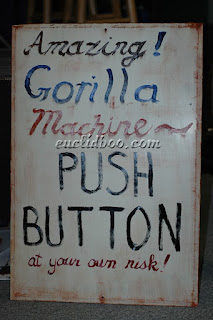 Amazing!
Gorilla
Machine~
euclidboo.com
PUSH
BUTTON
at your own risk!